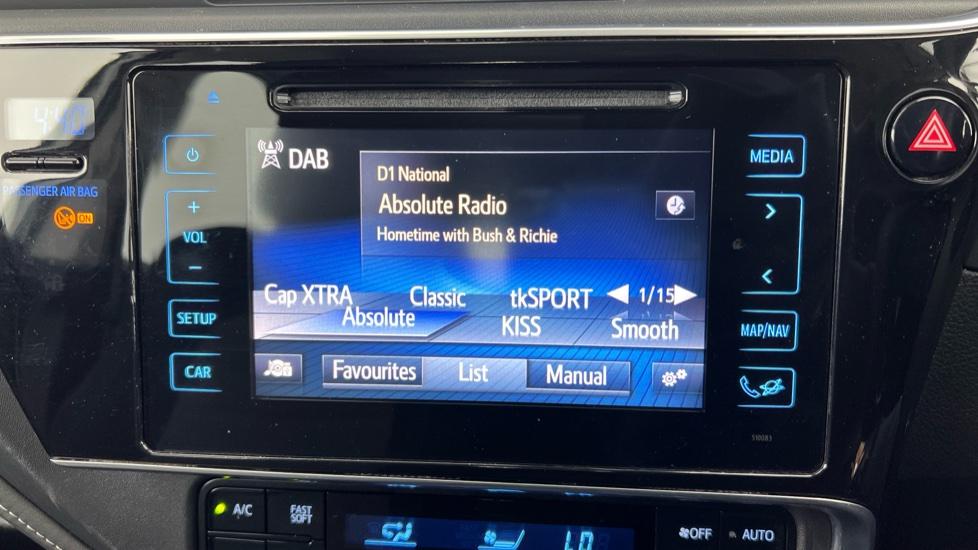 4:40
PASSENGER AIR BAG
ON
VOL
SETUP
CAR
DAB
D1 National
Absolute Radio
Hometime with Bush & Richie
Cap XTRA
Classic
tkSPORT
1/15
Absolute
KISS
Smooth
Favourites
List
Manual
MEDIA
MAP/NAV
510083
A/C
FAST
SOFT
LO
OFF
AUTO